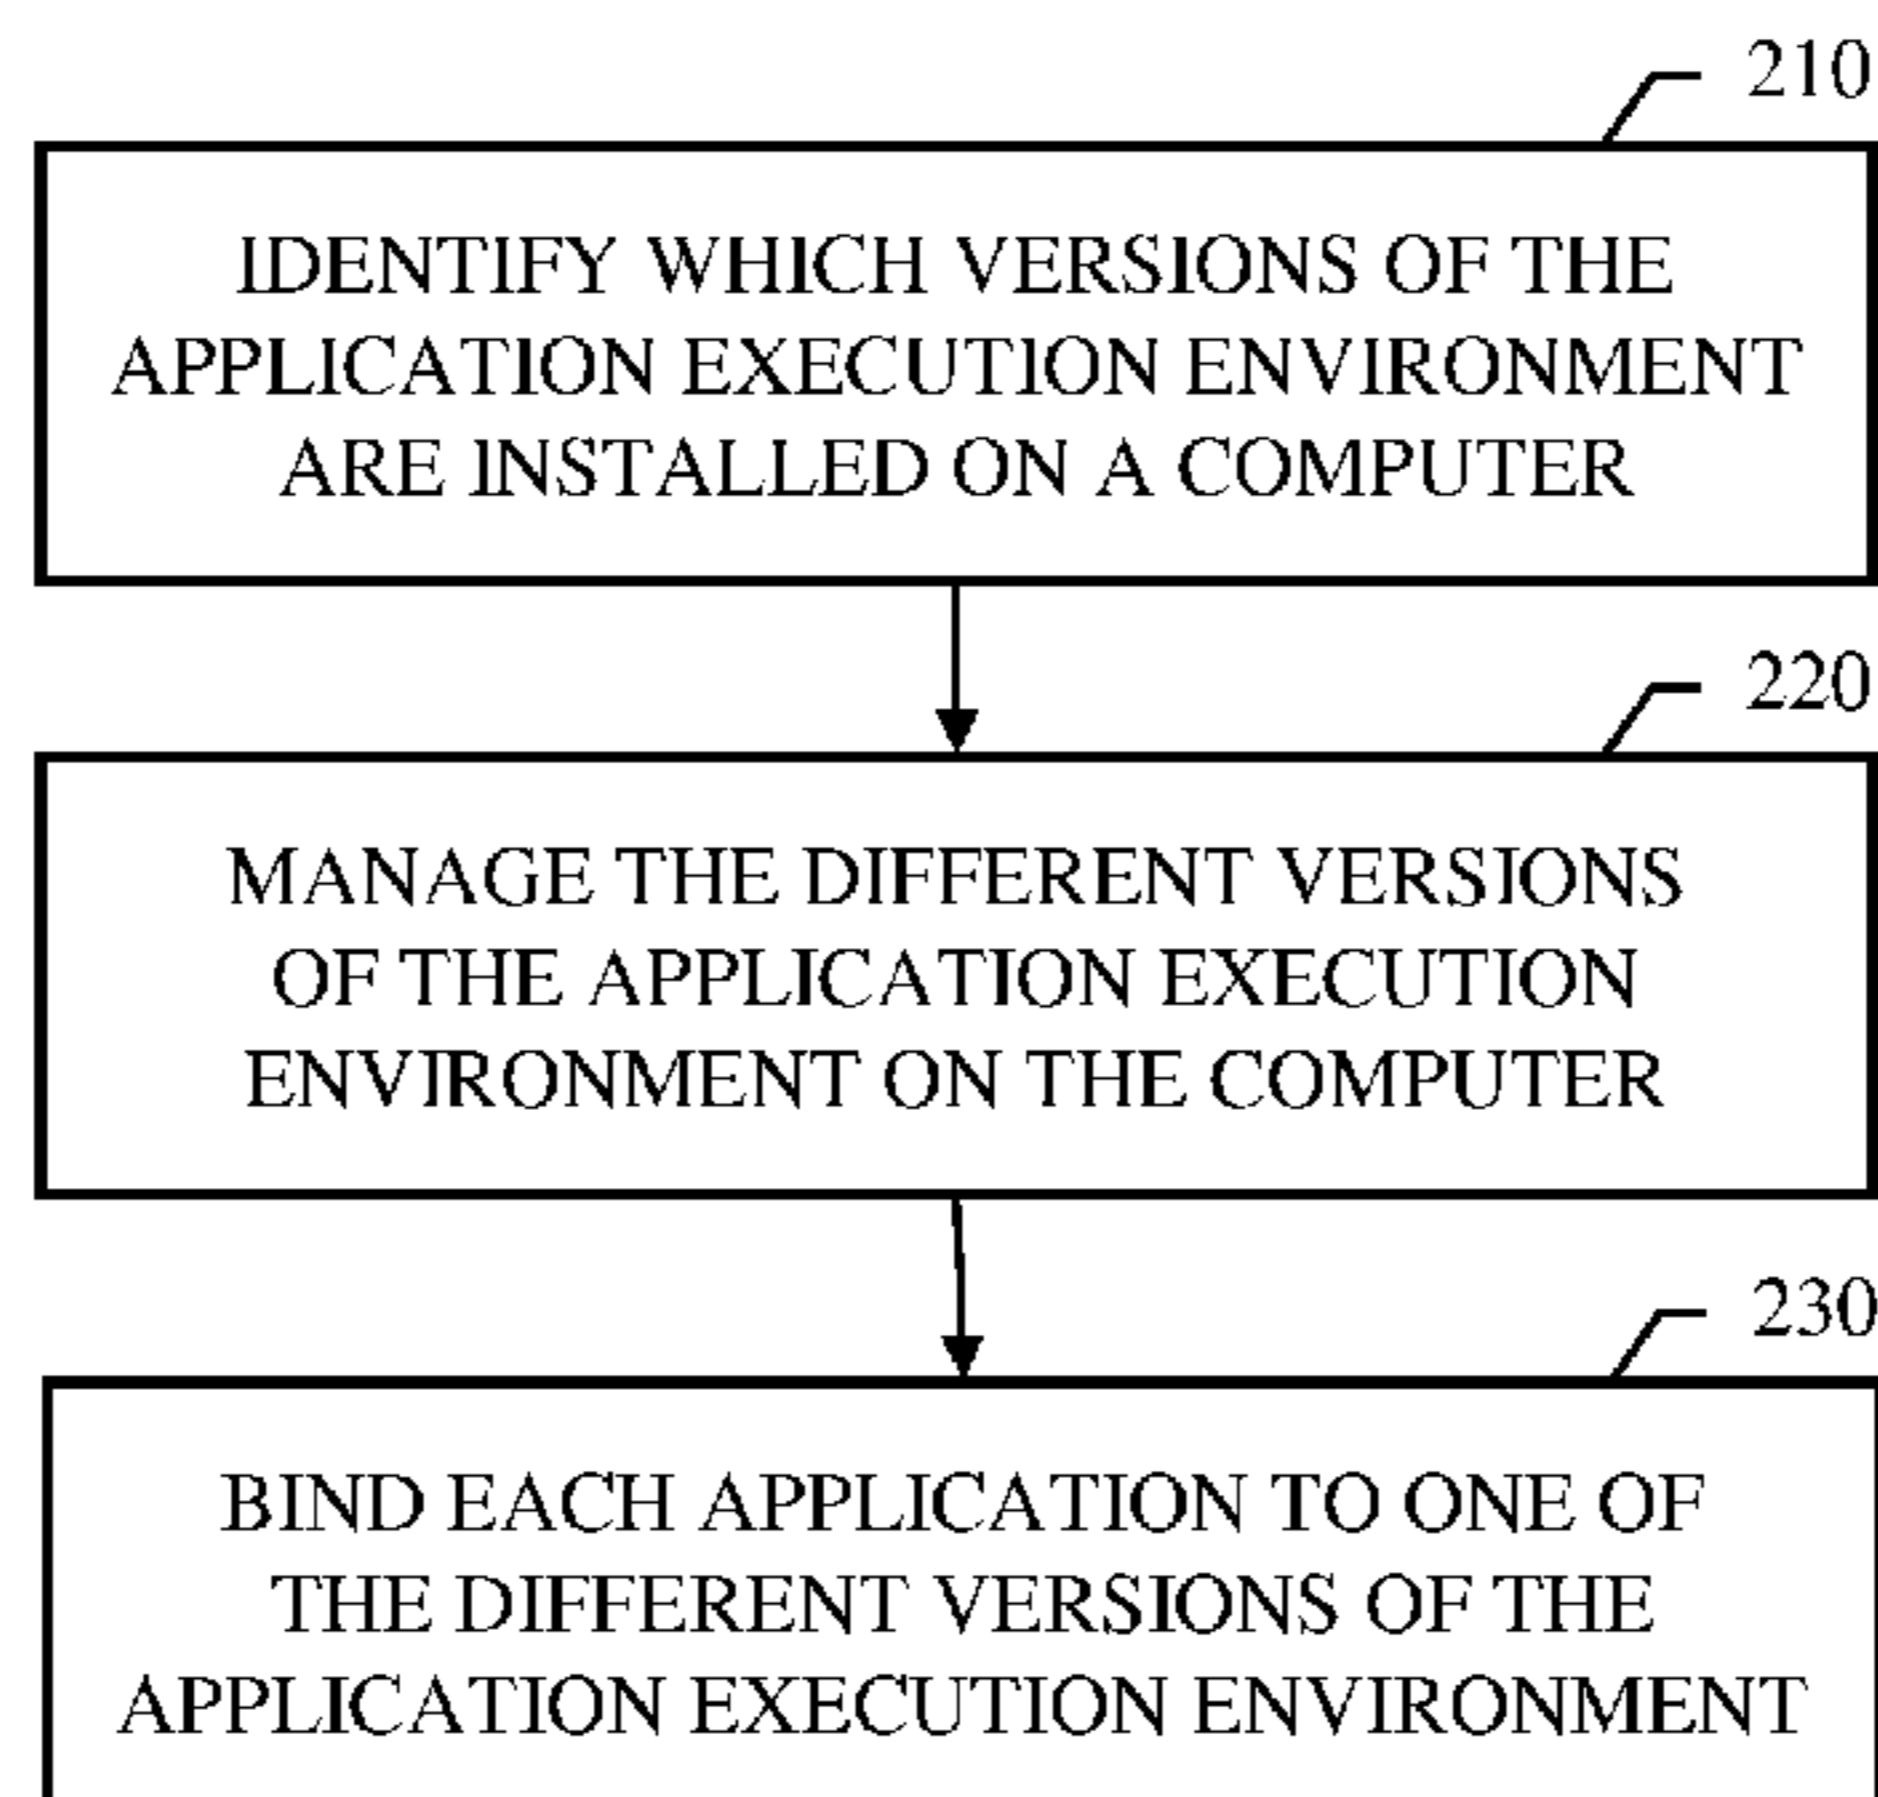 210
IDENTIFY WHICH VERSIONS OF THE
APPLICATION EXECUTION ENVIRONMENT
ARE INSTALLED ON A COMPUTER
220
MANAGE THE DIFFERENT VERSIONS
OF THE APPLICATION EXECUTION
ENVIRONMENT ON THE COMPUTER
230
BIND EACH APPLICATION TO ONE OF
THE DIFFERENT VERSIONS OF THE
APPLICATION EXECUTION ENVIRONMENT